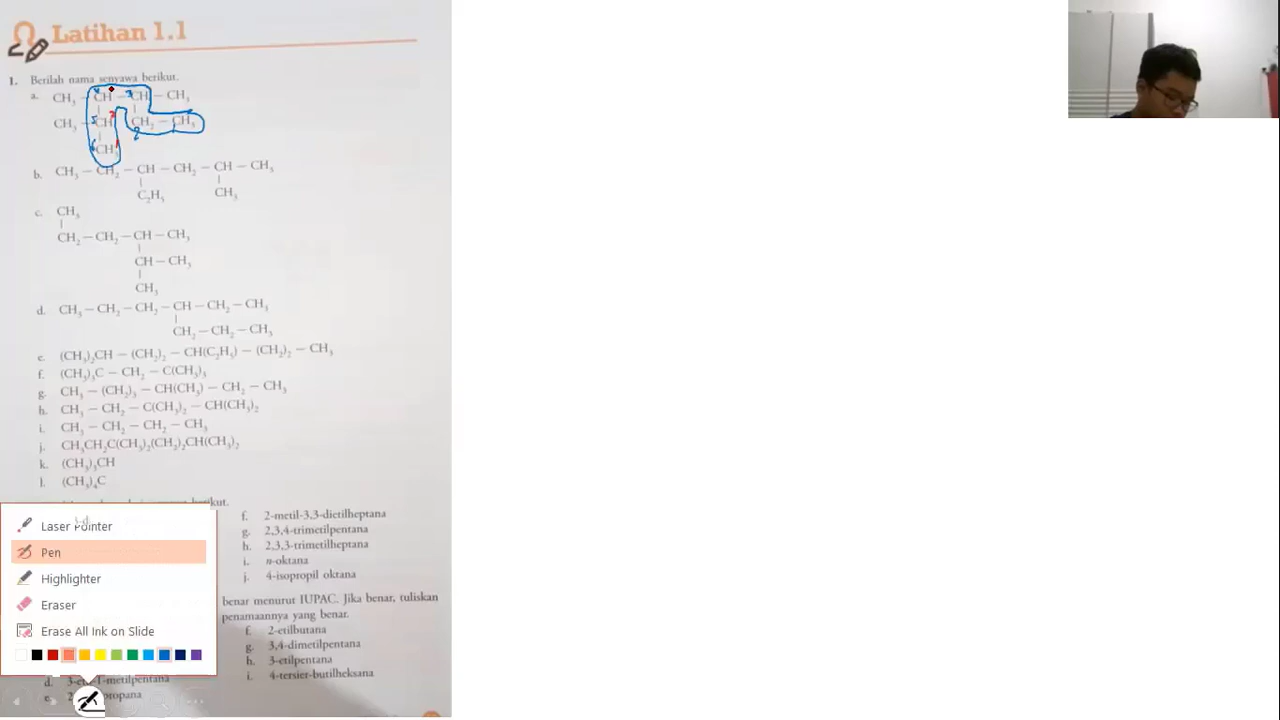 Latihan 1.1
1. Berilah nama senyawa berikut.
a. CH₃ – CH – CH – CH₃
CH₃ – CH CH₂ – CH₃
CH₃
b. CH₃ – CH₂ – CH – CH₂ – CH – CH₃
C₂H₅ CH₃
c. CH₃
CH₂ – CH₂ – CH – CH₃
CH – CH₃
CH₃
d. CH₃ – CH₂ – CH₂ – CH – CH₂ – CH₃
CH₂ – CH₂ – CH₃
e. (CH₃)₂CH – (CH₂)₂ – CH(C₂H₅) – (CH₂)₂ – CH₃
f. (CH₃)₃C – CH₂ – C(CH₃)₃
g. CH₃ – (CH₂)₃ – CH(CH₃) – CH₂ – CH₃
h. CH₃ – CH₂ – C(CH₃)₂ – CH(CH₃)₂
i. CH₃ – CH₂ – CH₂ – CH₃
j. CH₃CH₂C(CH₃)₂(CH₂)₂CH(CH₃)₂
k. (CH₃)₃CH
l. (CH₃)₄C
berikut.
f. 2-metil-3,3-dietilheptana
g. 2,3,4-trimetilpentana
h. 2,3,3-trimetilheptana
i. n-oktana
j. 4-isopropil oktana
benar menurut IUPAC. Jika benar, tuliskan
penamaannya yang benar.
f. 2-etilbutana
g. 3,4-dimetilpentana
h. 3-etilpentana
i. 4-tersier-butilheksana
d. 3-etil-1-metilpentana
e.
Laser Pointer
Pen
Highlighter
Eraser
Erase All Ink on Slide